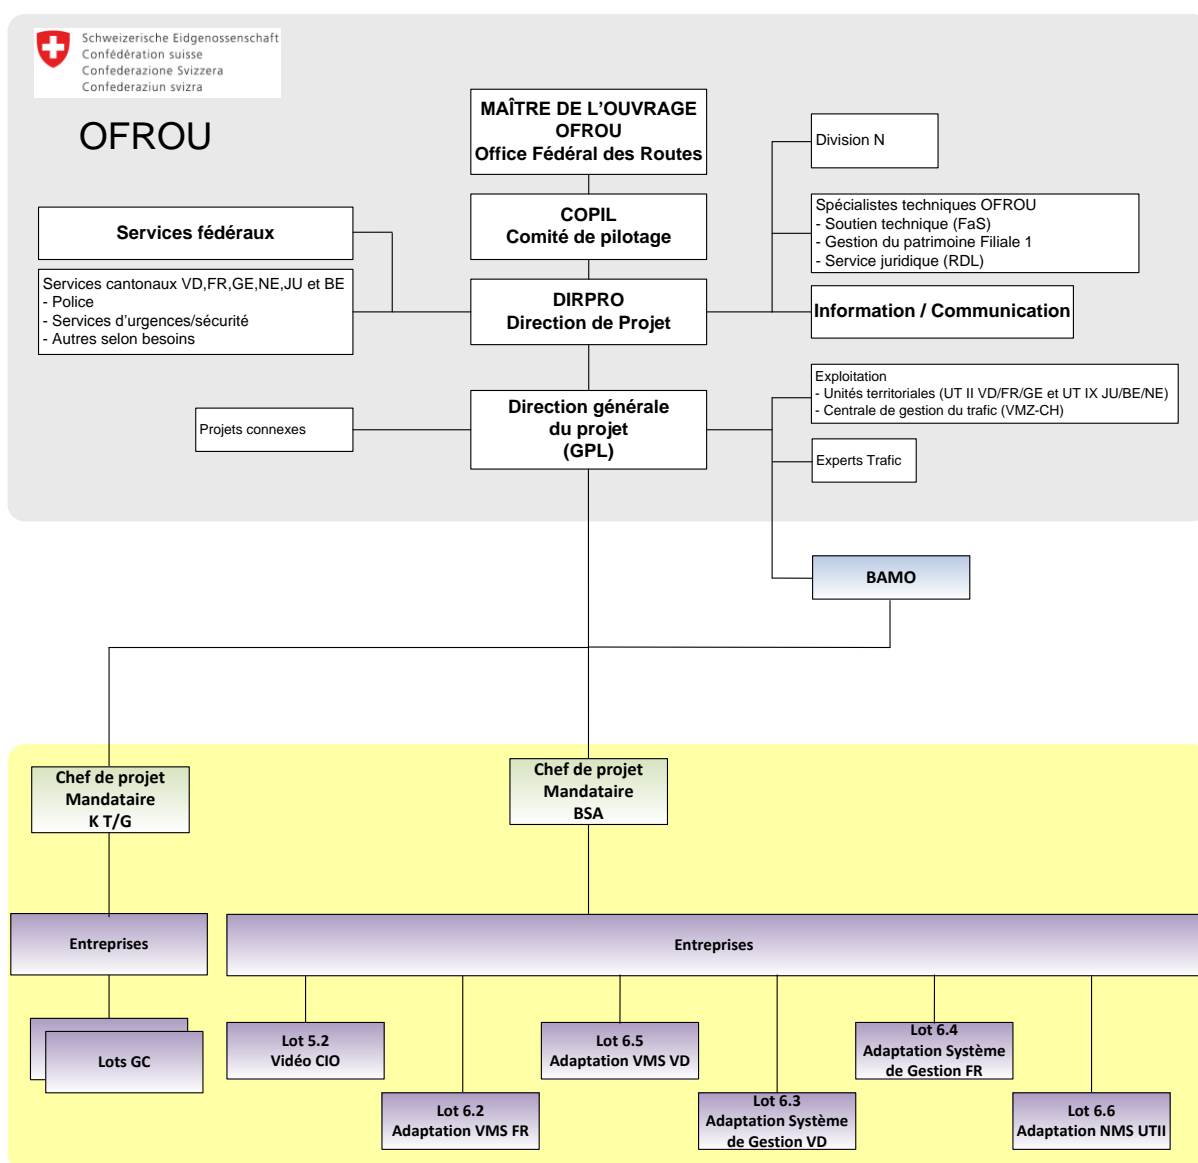 Schweizerische Eidgenossenschaft
Confédération suisse
Confederazione Svizzera
Confederaziun svizra
OFROU
MAÎTRE DE L'OUVRAGE
OFROU
Office Fédéral des Routes
Division N
COPIL
Comité de pilotage
Services fédéraux
Spécialistes techniques OFROU
- Soutien technique (FaS)
- Gestion du patrimoine Filiale 1
- Service juridique (RDL)
Services cantonaux VD,FR,GE,NE,JU et BE
- Police
- Services d'urgences/sécurité
- Autres selon besoins
DIRPRO
Direction de Projet
Information / Communication
Exploitation
- Unités territoriales (UT II VD/FR/GE et UT IX JU/BE/NE)
- Centrale de gestion du trafic (VMZ-CH)
Projets connexes
Direction générale
du projet
(GPL)
Experts Trafic
BAMO
Chef de projet
Mandataire
K T/G
Chef de projet
Mandataire
BSA
Entreprises
Entreprises
Lots GC
Lot 5.2
Vidéo CIO
Lot 6.2
Adaptation VMS FR
Lot 6.5
Adaptation VMS VD
Lot 6.3
Adaptation Système
de Gestion VD
Lot 6.4
Adaptation Système
de Gestion FR
Lot 6.6
Adaptation NMS UTII